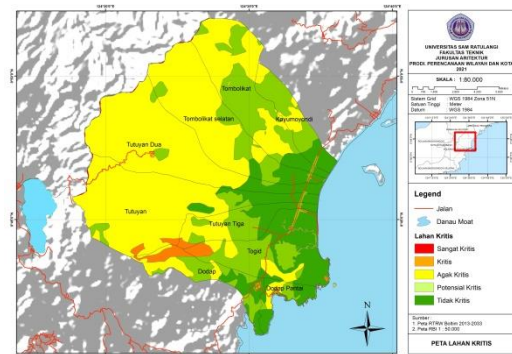 Tombolikat
Tombolikat selatan
Kayumoyondi
Tutuyan Dua
Tutuyan
Tutuyan Tiga
Togid
Dodap
Dodap Pantai
N
UNIVERSITAS SAM RATULANGI
FAKULTAS TEKNIK
JURUSAN ARITEKTUR
PRODI. PERENCANAAN WILAYAH DAN KOTA
2021
SKALA : 1:60.000
Sistem Grid : WGS 1984 Zona 51N
Satuan Tinggi : Meter
Datum : WGS 1984
Legend
Jalan
Danau Moat
Lahan Kritis
Sangat Kritis
Kritis
Agak Kritis
Potensial Kritis
Tidak Kritis
Sumber :
1. Peta RTRW Boltim 2013-2033
2. Peta RBI 1 : 50.000
PETA LAHAN KRITIS